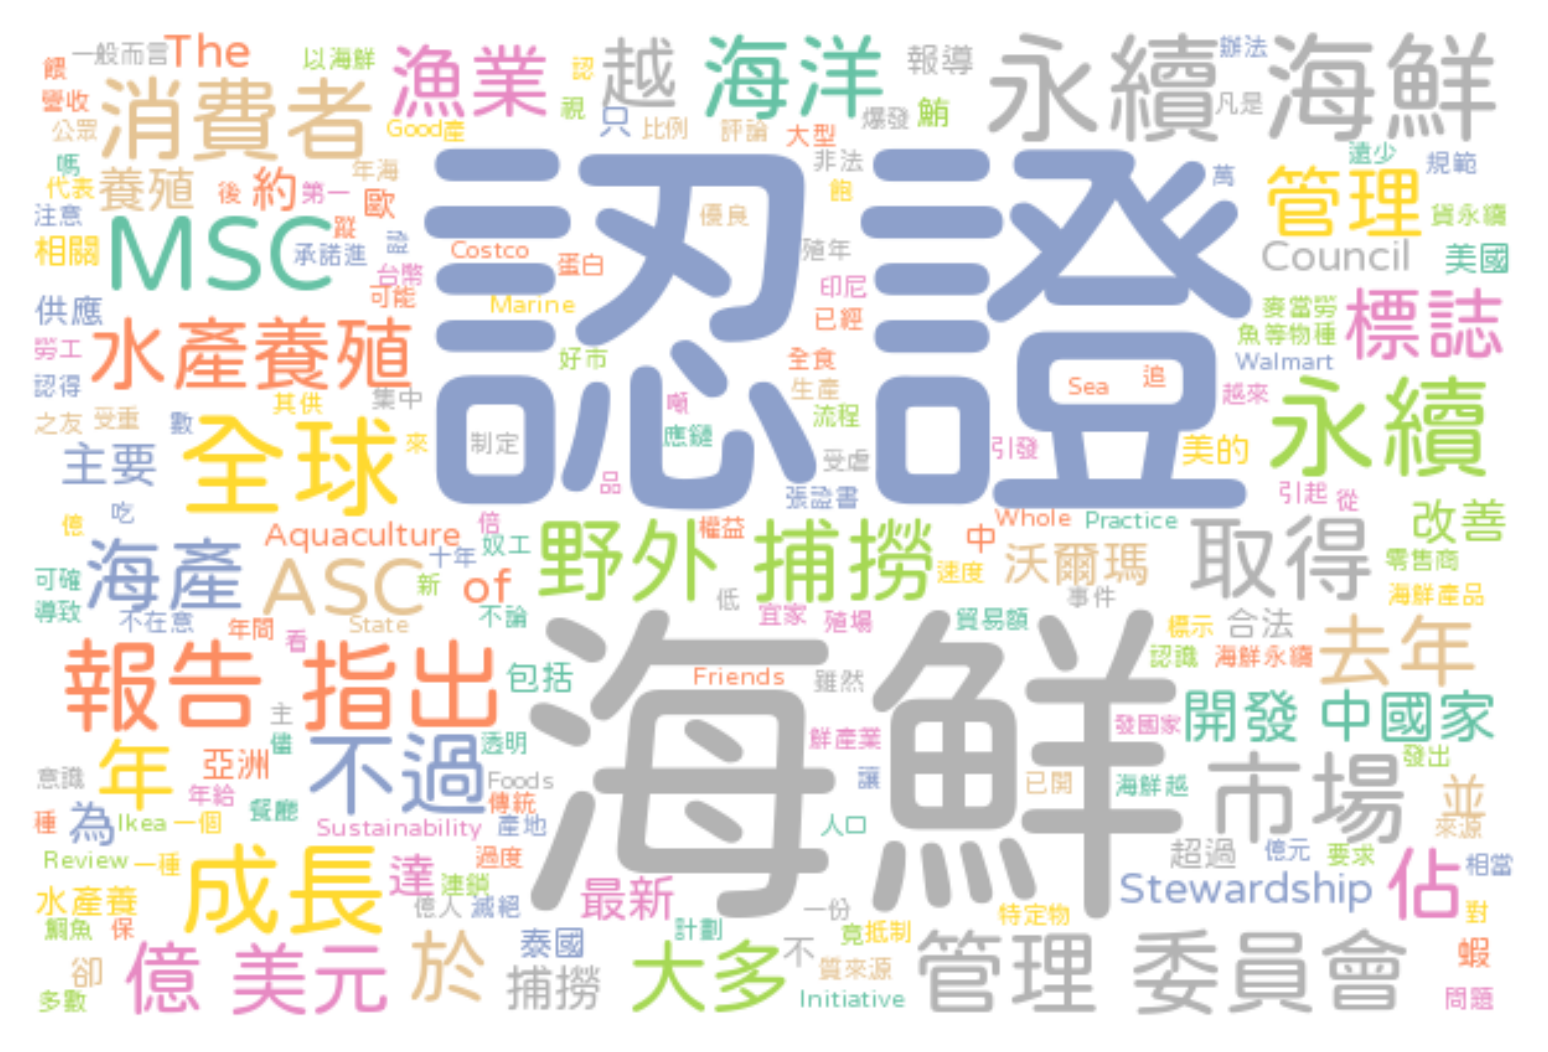 一般而言 The 以海鮮 漁業 認 越 海洋 報導 永續海鮮 辦法
餵 豐收 消費者 視 只 爆發 鮪 凡是
公眾 Good產 比例 評論 大型
嗎 年海 非法 遠少 規範
代表 養殖 後 約 第一 認證 飽 萬 管理
注意 MSC 蹤 歐 優良 貨永續
相關 承諾進 Costco 殖年 Council 美國
台幣 蛋白
供應 可能 Marine 印尼 已經 麥當勞 標誌
勞工 水產養殖 好市 全食 魚等物種
認得 集中 噸 生產 Sea 追 Walmart
之友 受重 數 其供 流程 越來 永續
主要 全球 來 制定 應鏈 引發 美的
受虐
億 吃 品 張證書 引起 從
Aquaculture 倍 權益 Whole Practice 取得 改善
海產 十年 奴工 野外 捕撈 中 沃爾瑪 零售商
可確 ASC 新 of 速度
導致 不在意 不論 低 事件 海鮮產品
年間 看 State 宜家 殖場 貿易額 標示 合法 去年
報告 指出 包括 海鮮 Friends 雖然 認識 海鮮永續
主 發國家 開發 中國家
儘 透明 鮮產業 發出
意識 年 亞洲 不過 Foods 讓 已開 海鮮越 市場 並
年給 傳統
種 為 Ikea 一個 餐廳 Sustainability 產地 人口 來源
Review 一種 過度 超過 億元 要求 相當
水產養 成長 達 連鎖 最新 Stewardship 佔
鯛魚 保 億人 滅絕 一份 特定物 對
億 美元 於 泰國 計劃 竟 抵制 管理 委員會 蝦
卻 捕撈 大多 不 質來源
多數 Initiative 問題